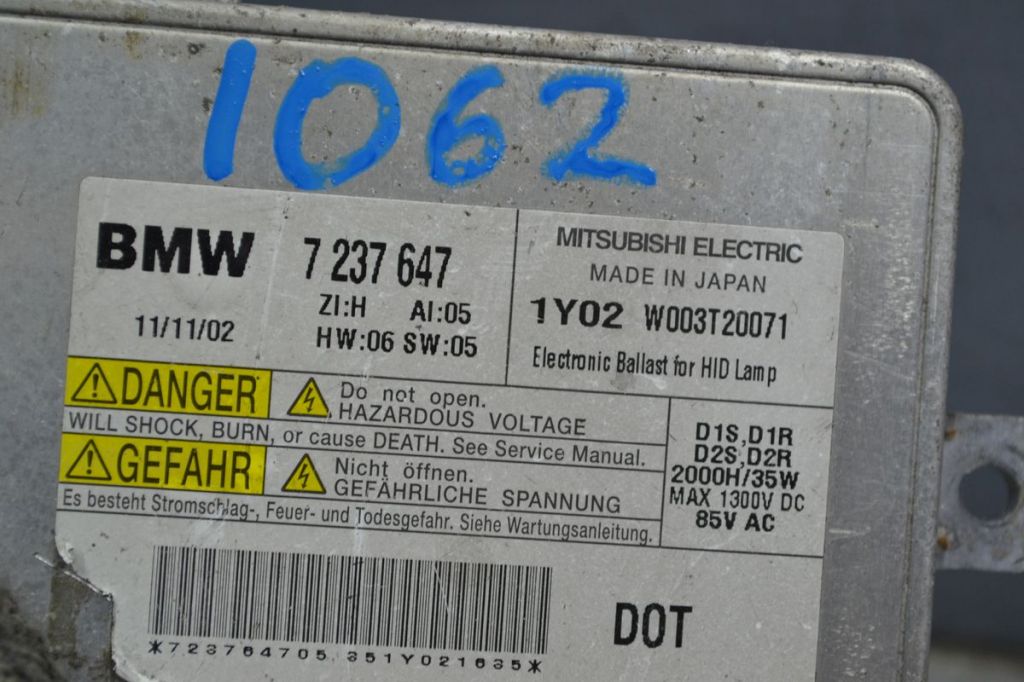 1062
BMW
7 237 647
11/11/02
ZI:H AI:05
HW:06 SW:05
MITSUBISHI ELECTRIC
MADE IN JAPAN
1Y02 W003T20071
Electronic Ballast for HID Lamp
DANGER
Do not open.
HAZARDOUS VOLTAGE
WILL SHOCK, BURN, or cause DEATH. See Service Manual.
GEFAHR
Nicht öffnen.
GEFÄHRLICHE SPANNUNG
Es besteht Stromschlag-, Feuer- und Todesgefahr. Siehe Wartungsanleitung.
D1S,D1R
D2S,D2R
2000H/35W
MAX 1300V DC
85V AC
*723764705 351Y021635*
DOT